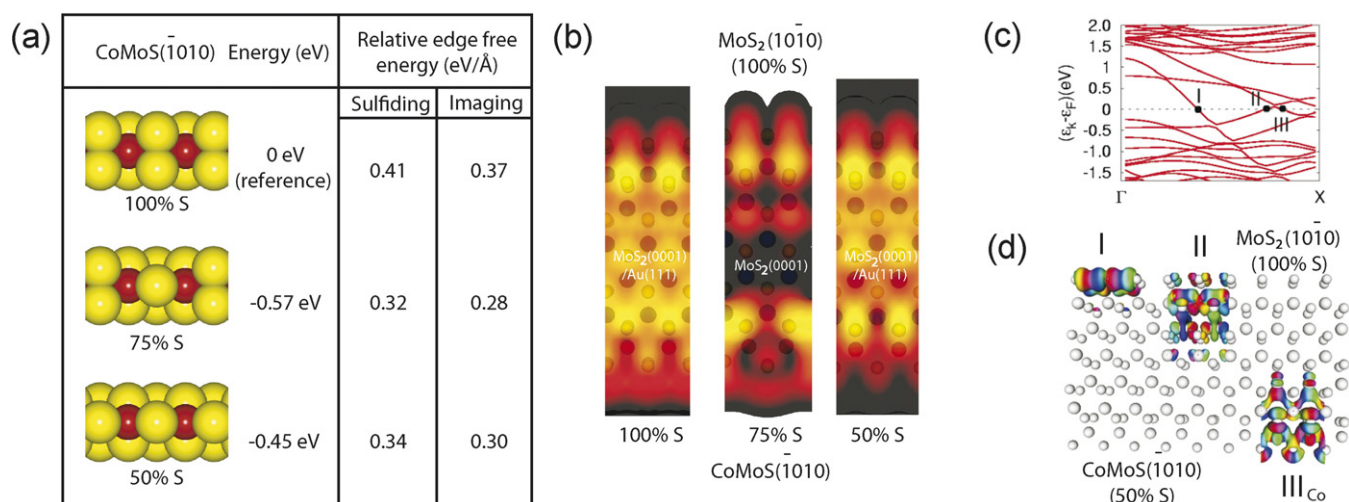 (a)
CoMoS(1̄010) Energy (eV)
Relative edge free
energy (eV/Å)
Sulfiding Imaging
100% S
0 eV
(reference)
0.41 0.37
75% S
-0.57 eV
0.32 0.28
50% S
-0.45 eV
0.34 0.30
(b)
MoS₂(101̄0)
(100% S)
MoS₂(0001)
/Au(111)
MoS₂(0001)
MoS₂(0001)
/Au(111)
100% S 75% S 50% S
CoMoS(1̄010)
(c)
(εₖ-ε_F)(eV)
2.0
1.5
1.0
0.5
0
-0.5
-1.0
-1.5
I
II
III
Γ X
(d)
I II
MoS₂(101̄0)
(100% S)
CoMoS(1̄010)
(50% S)
III Co